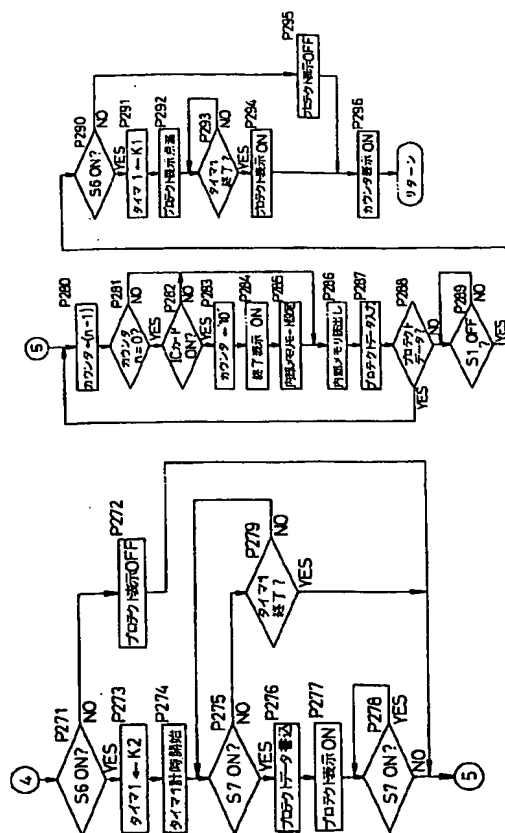 4
P271
S6 ON?
NO
YES
P272
プロテクト表示OFF
P273
タイマ1←K2
P274
タイマ1計時開始
P275
S7 ON?
NO
YES
P276
プロテクトデータ書込
P277
プロテクト表示ON
P278
S7 ON?
YES
NO
P279
タイマ1
終了?
NO
YES
5
5
P280
カウンタ←(n-1)
P281
カウンタ
n=0?
NO
YES
P282
ICカード
ON?
NO
YES
P283
カウンタ←"10"
P284
終了表示 ON
P285
内部メモリモード設定
P286
内部メモリ読出し
P287
プロテクトデータ入力
P288
プロテクト
データ?
YES
NO
P289
S1 OFF
?
NO
P290
S6 ON?
NO
YES
P291
タイマ1←K1
P292
プロテクト表示点滅
P293
タイマ1
終了?
NO
YES
P294
プロテクト表示ON
P295
プロテクト表示OFF
P296
カウンタ表示 ON
リターン